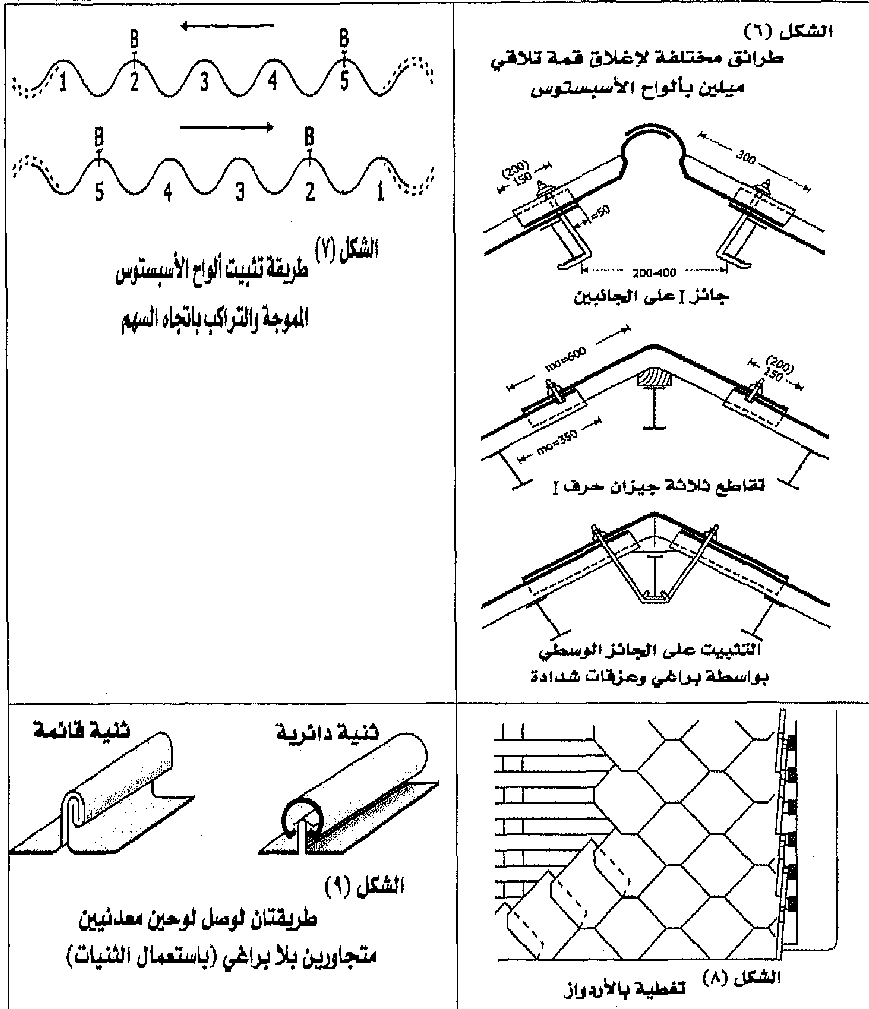 الشكل (٦)
طرائق مختلفة لإغلاق قمة تلاقي
ميلين بألواح الأسبستوس
(200)
150
300
=50
200-400
جائز I على الجانبين
mo=600
(200)
150
mo=350
تقاطع ثلاثة جيزان حرف I
التثبيت على الجائز الوسطي
بواسطة براغي وعزقات شدادة
B B
1 2 3 4 5
B B
5 4 3 2 1
الشكل (٧)
طريقة تثبيت ألواح الأسبستوس
الموجة والتراكب باتجاه السهم
الشكل (٨) تغطية بالأردواز
ثنية دائرية
ثنية قائمة
الشكل (٩)
طريقتان لوصل لوحين معدنيين
متجاورين بلا براغي (باستعمال الثنيات)